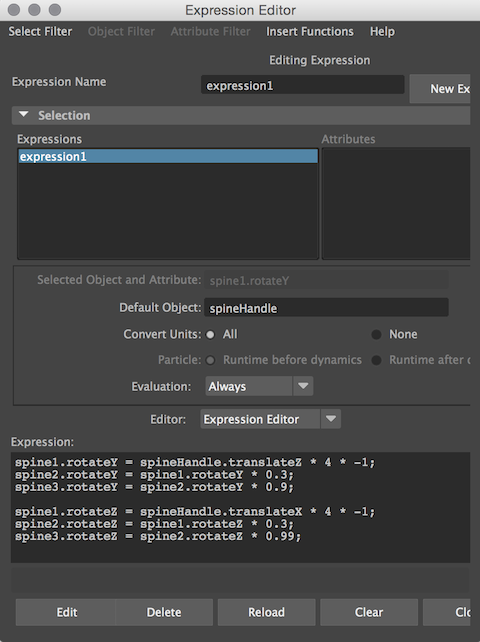 Expression Editor
Select Filter Object Filter Attribute Filter Insert Functions Help
Editing Expression
Expression Name expression1 New Ex
Selection
Expressions Attributes
expression1
Selected Object and Attribute: spine1.rotateY
Default Object: spineHandle
Convert Units: All None
Particle: Runtime before dynamics Runtime after d
Evaluation: Always
Editor: Expression Editor
Expression:
spine1.rotateY = spineHandle.translateZ * 4 * -1;
spine2.rotateY = spine1.rotateY * 0.3;
spine3.rotateY = spine2.rotateY * 0.9;
spine1.rotateZ = spineHandle.translateX * 4 * -1;
spine2.rotateZ = spine1.rotateZ * 0.3;
spine3.rotateZ = spine2.rotateZ * 0.99;
Edit Delete Reload Clear Clo